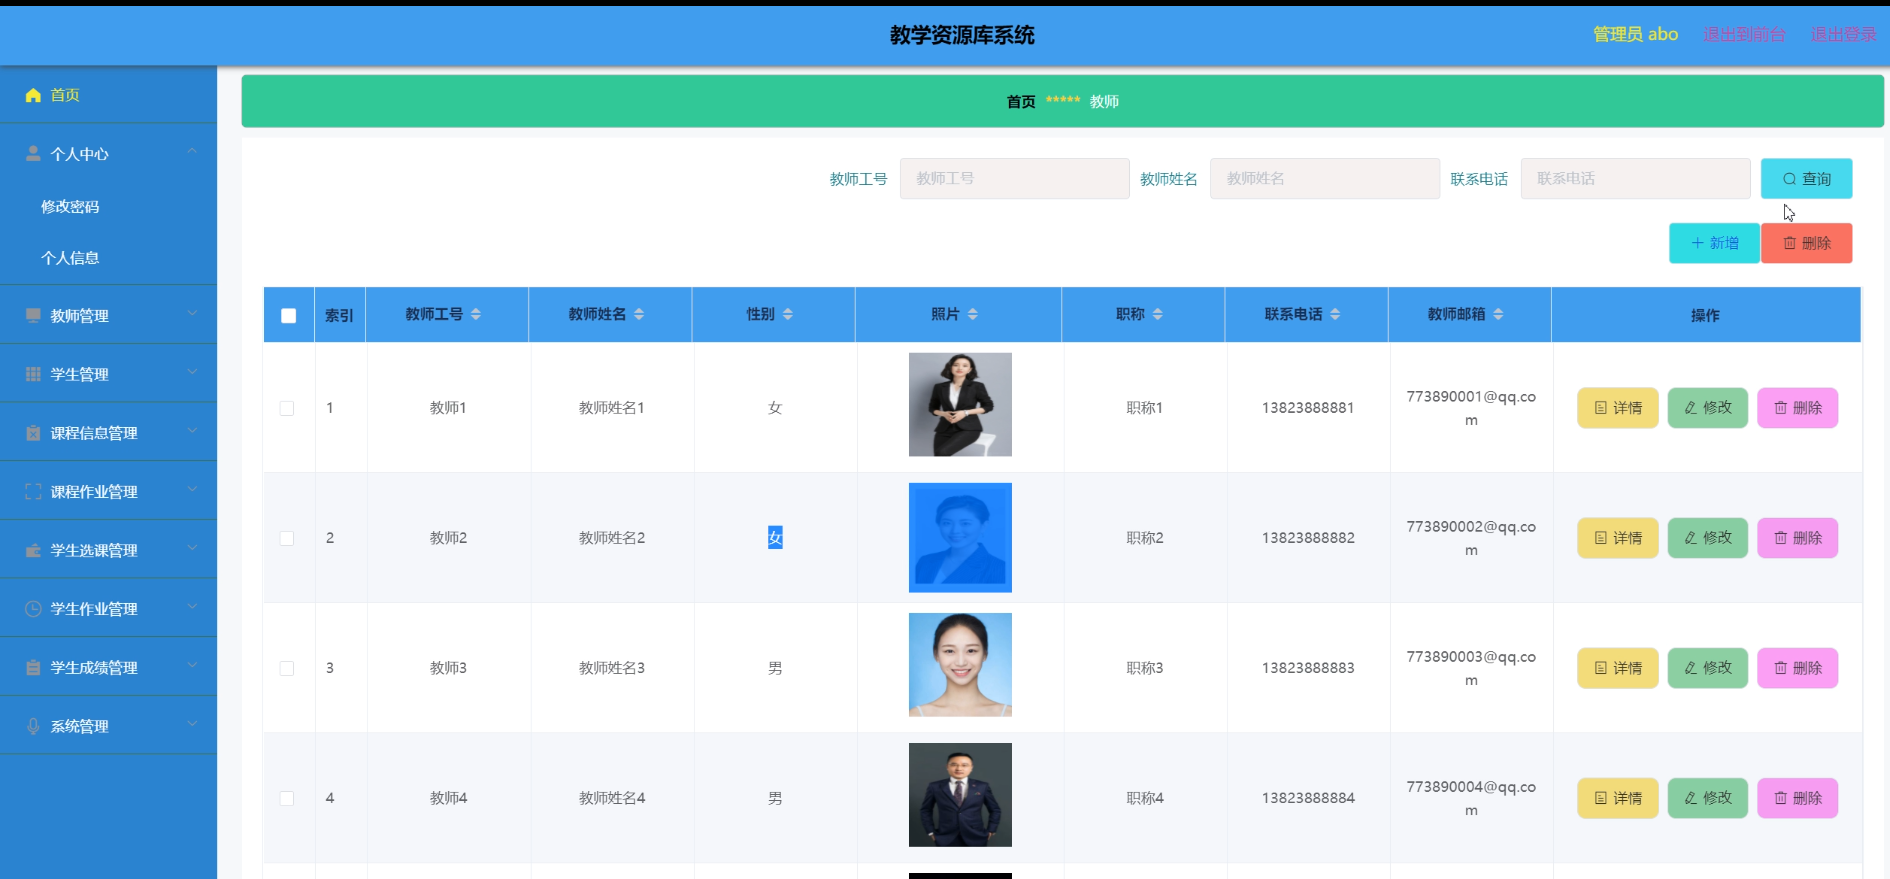 教学资源库系统
管理员 abo 退出到前台 退出登录
首页
个人中心
修改密码
个人信息
教师管理
学生管理
课程信息管理
课程作业管理
学生选课管理
学生作业管理
学生成绩管理
系统管理
首页 ***** 教师
教师工号 教师工号 教师姓名 教师姓名 联系电话 联系电话 查询
新增 删除
索引 教师工号 教师姓名 性别 照片 职称 联系电话 教师邮箱 操作
1 教师1 教师姓名1 女 职称1 13823888881 773890001@qq.co
m
详情 修改 删除
2 教师2 教师姓名2 女 职称2 13823888882 773890002@qq.co
m
详情 修改 删除
3 教师3 教师姓名3 男 职称3 13823888883 773890003@qq.co
m
详情 修改 删除
4 教师4 教师姓名4 男 职称4 13823888884 773890004@qq.co
m
详情 修改 删除